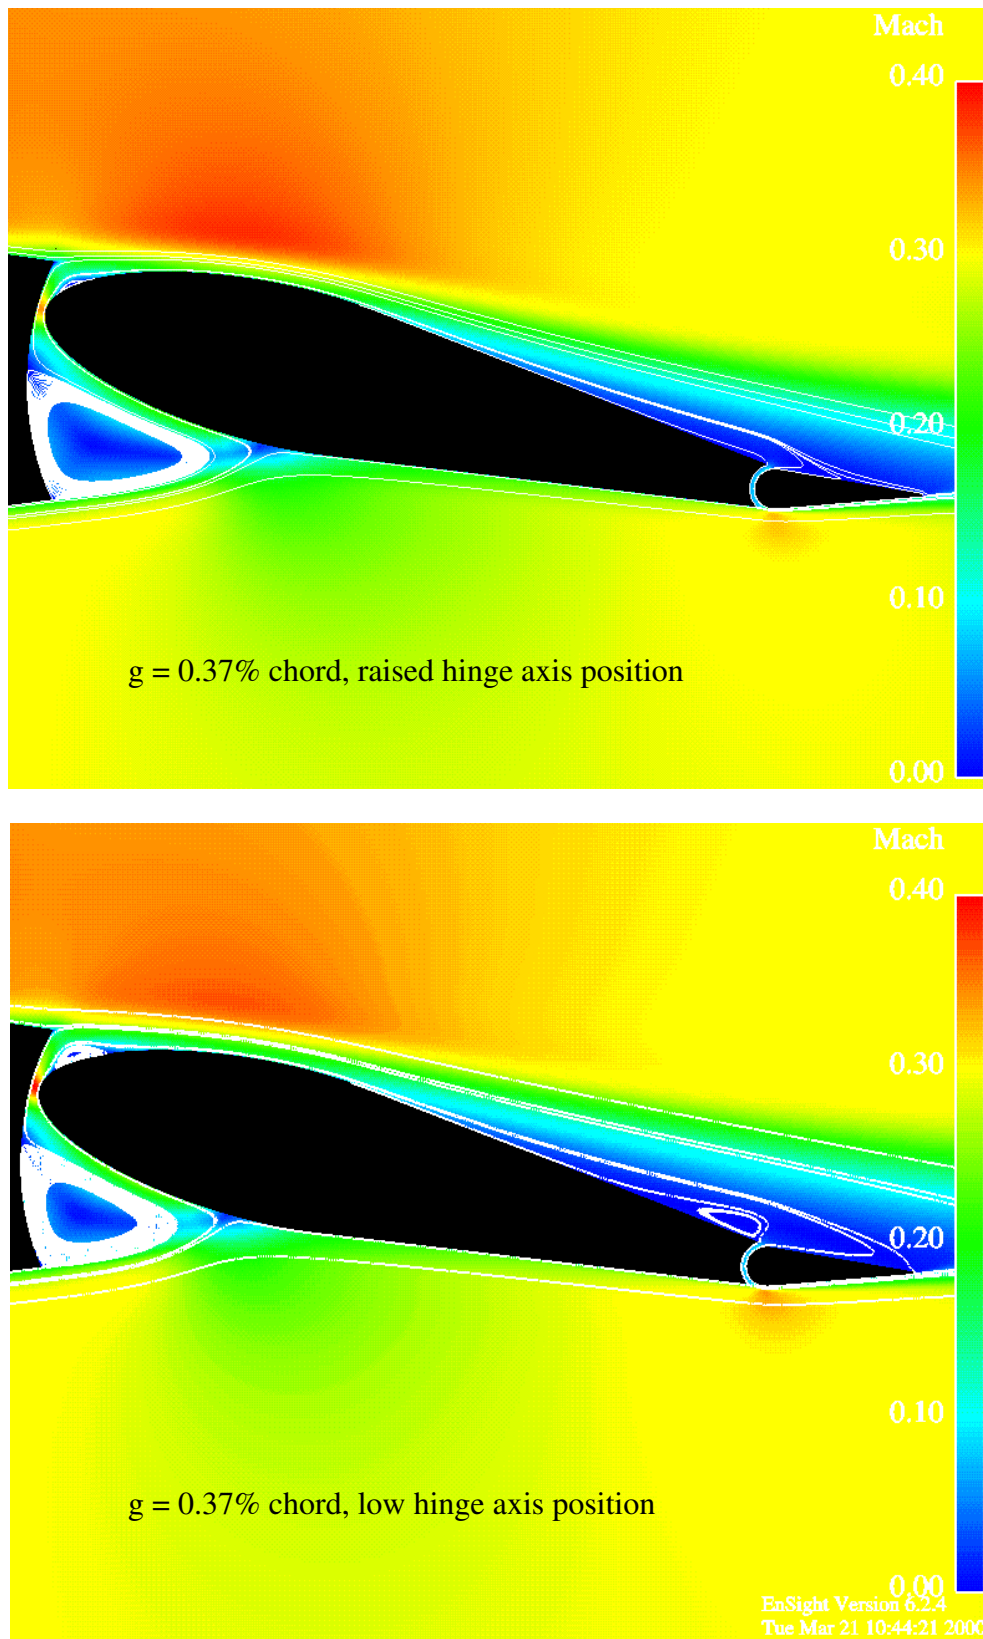 Mach
0.40
0.30
0.20
0.10
0.00
g = 0.37% chord, raised hinge axis position
Mach
0.40
0.30
0.20
0.10
0.00
g = 0.37% chord, low hinge axis position
EnSight Version 6.2.4
Tue Mar 21 10:44:21 2000